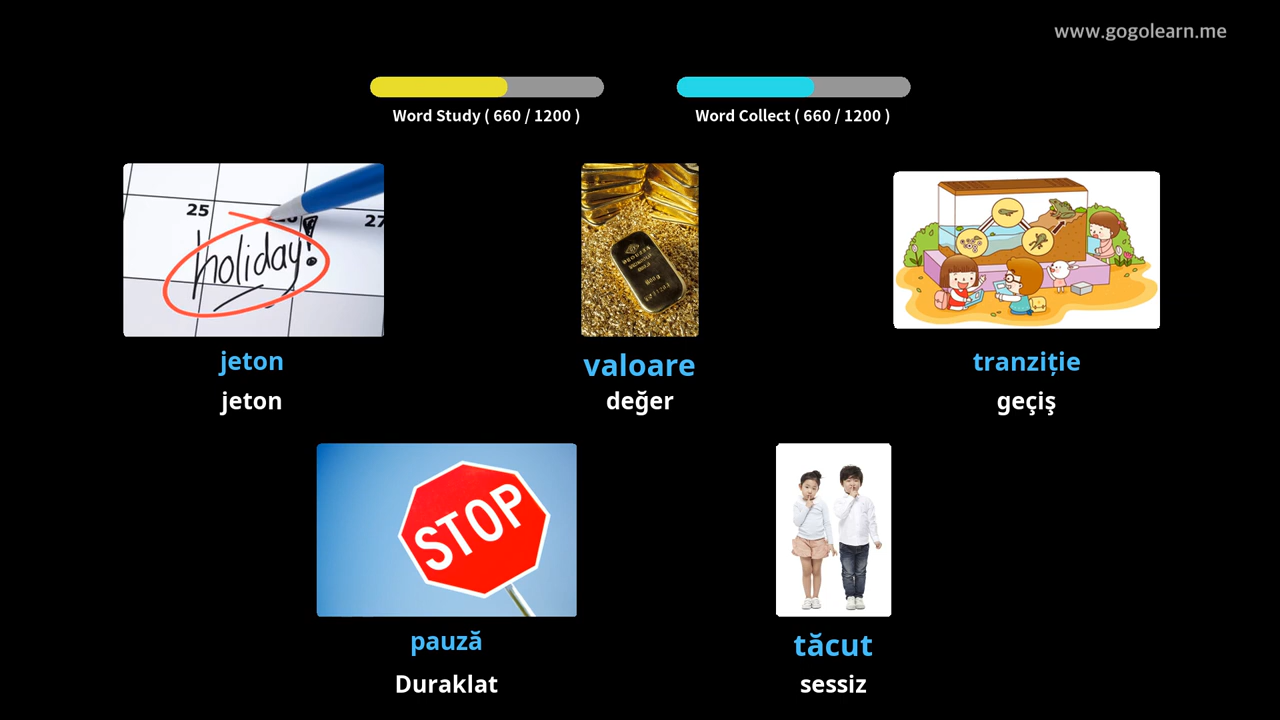 www.gogolearn.me
Word Study ( 660 / 1200 )
Word Collect ( 660 / 1200 )
25
27
holiday!
jeton
jeton
valoare
değer
tranziție
geçiş
STOP
pauză
Duraklat
tăcut
sessiz